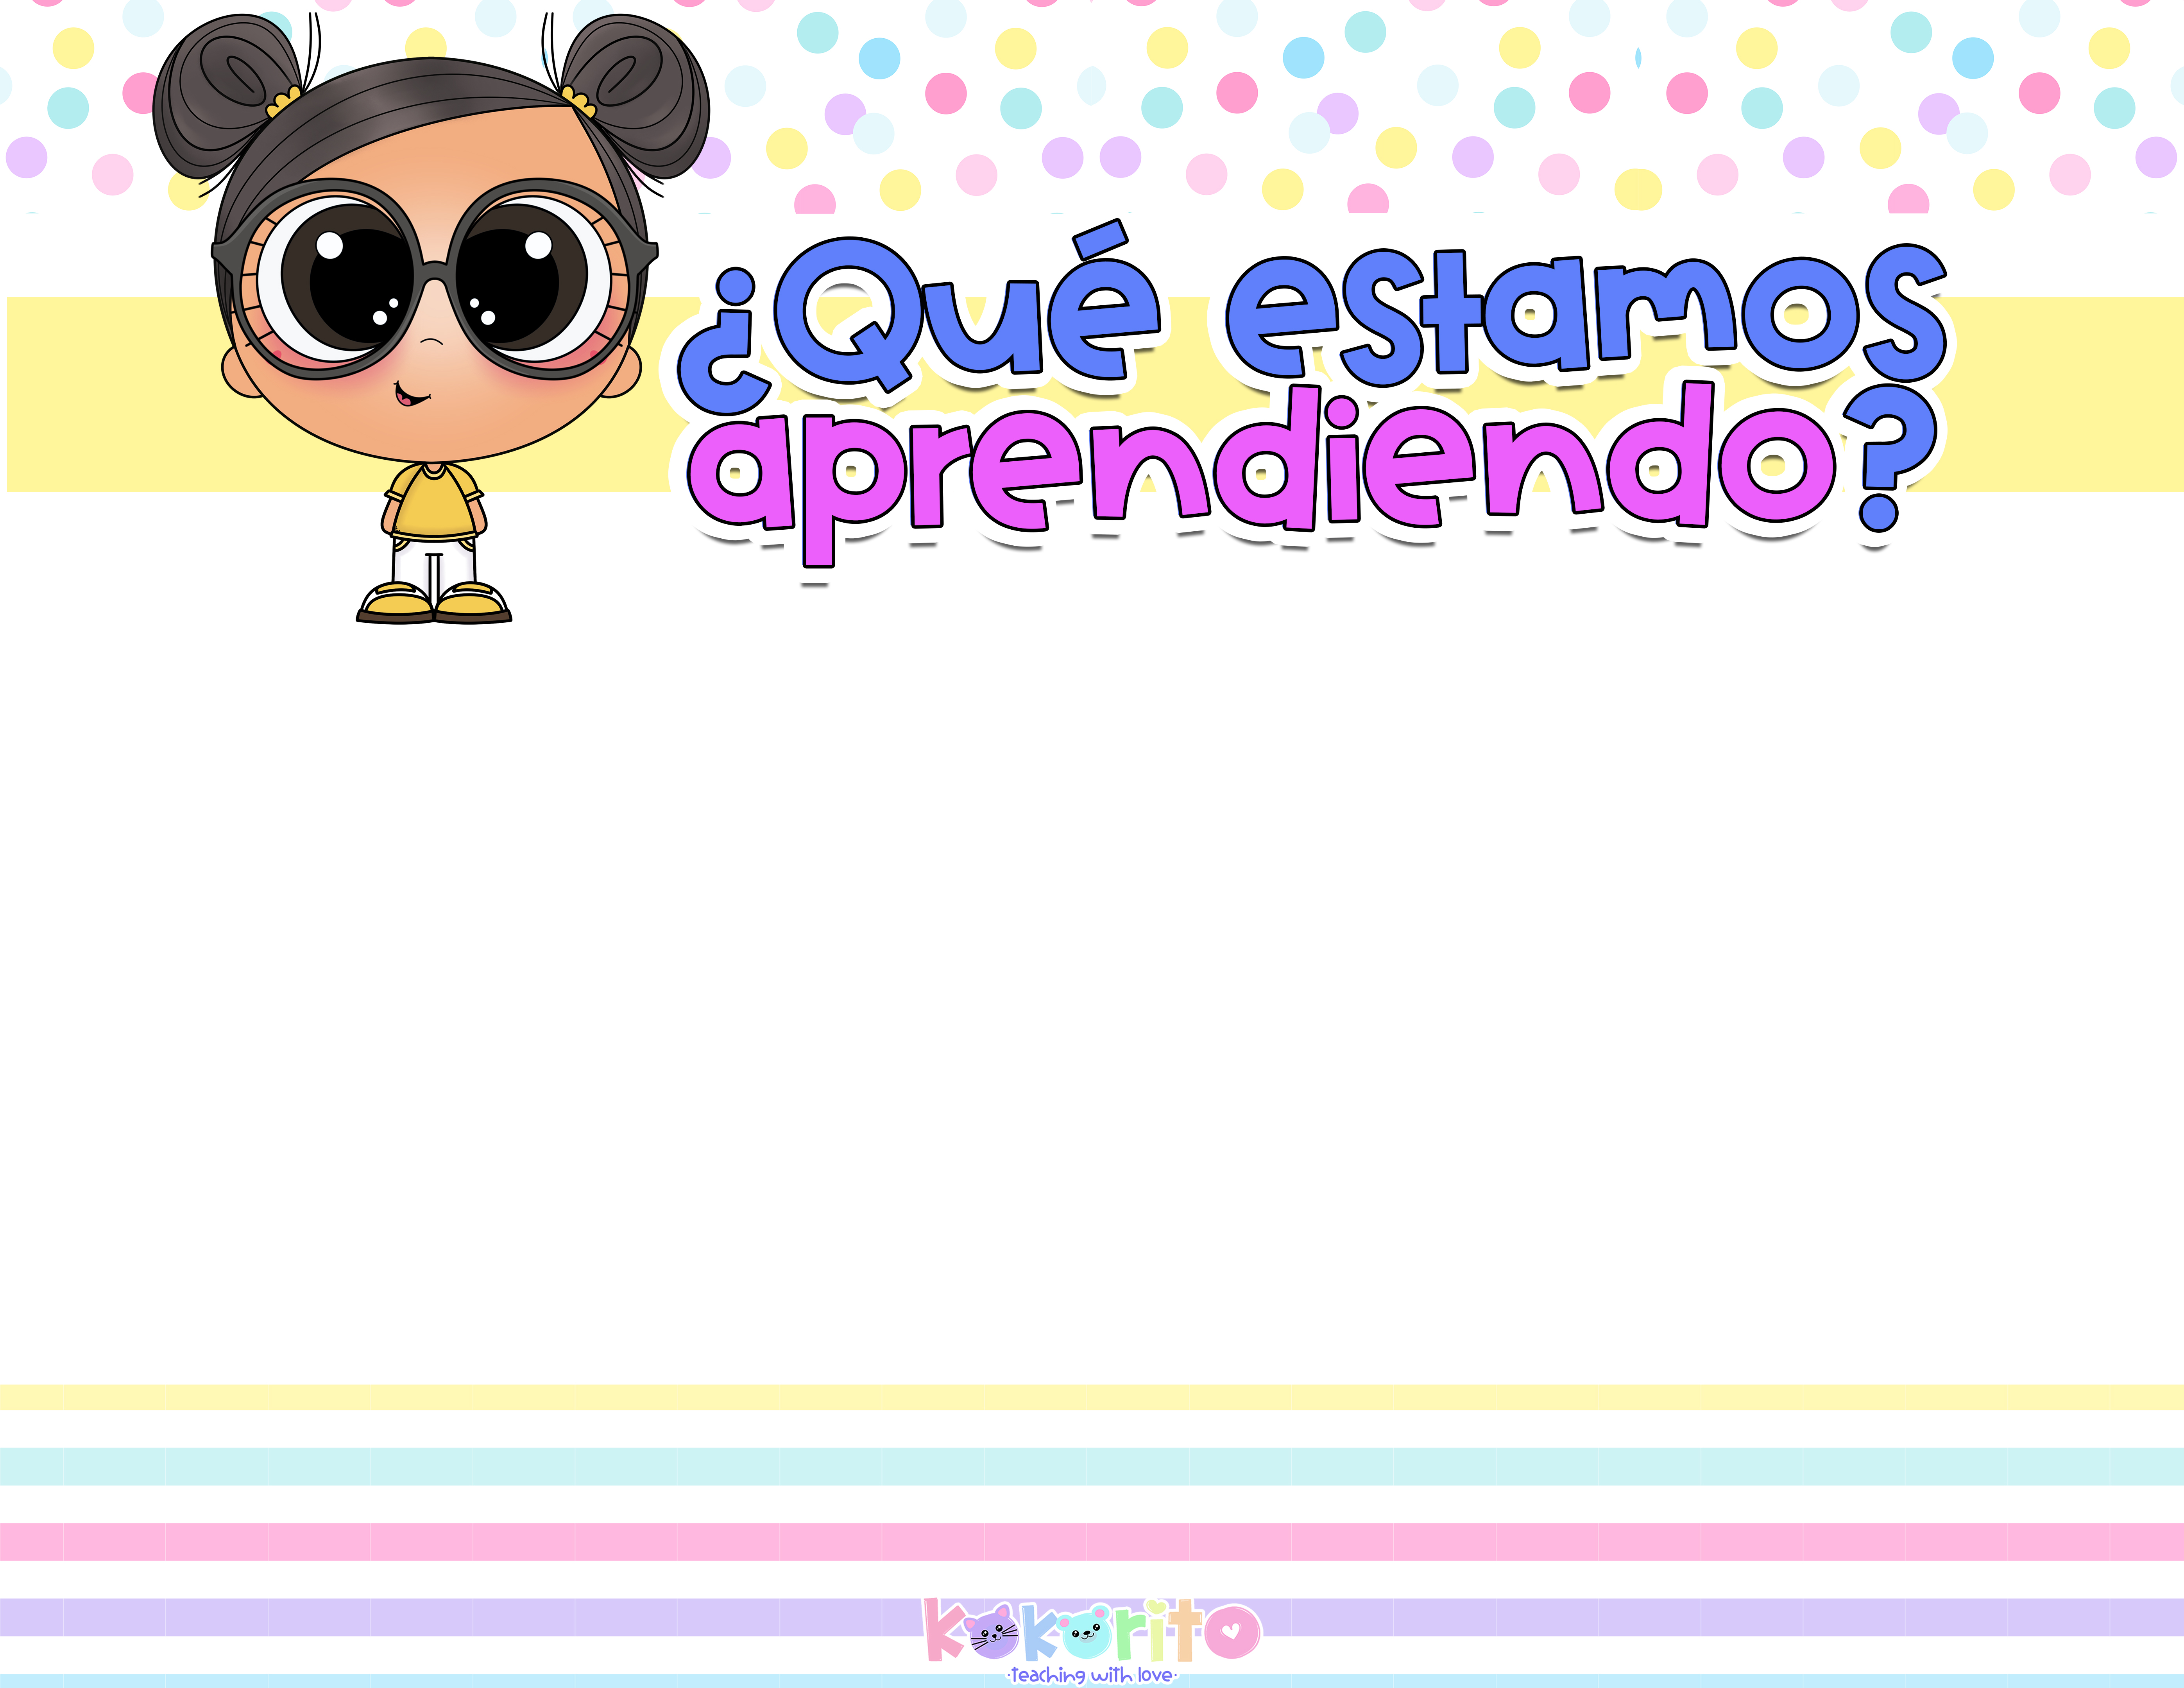 ¿Qué estamos
aprendiendo?
kokorito
·teaching with love·